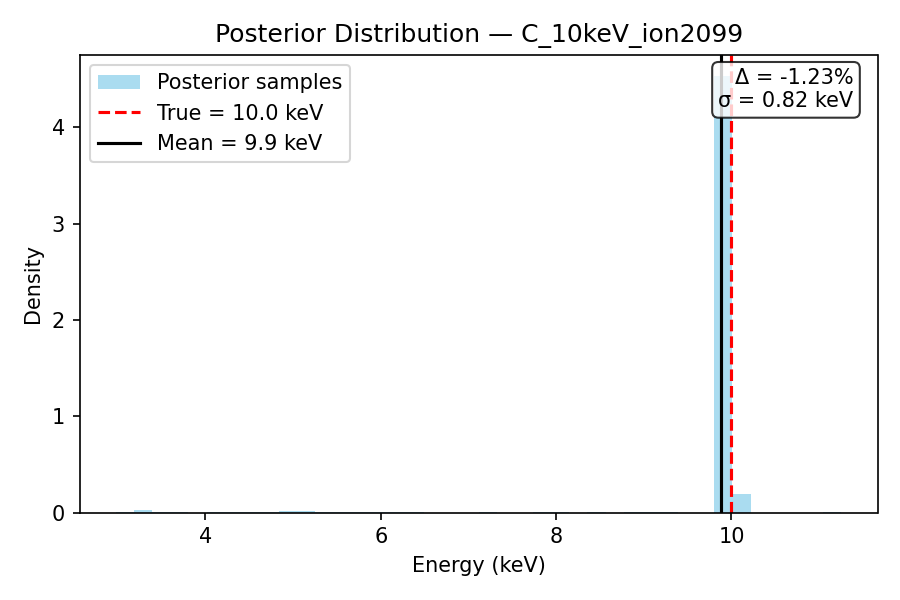 Posterior Distribution — C_10keV_ion2099
Posterior samples
True = 10.0 keV
Mean = 9.9 keV
Δ = -1.23%
σ = 0.82 keV
Density
4
3
2
1
0
4 6 8 10
Energy (keV)